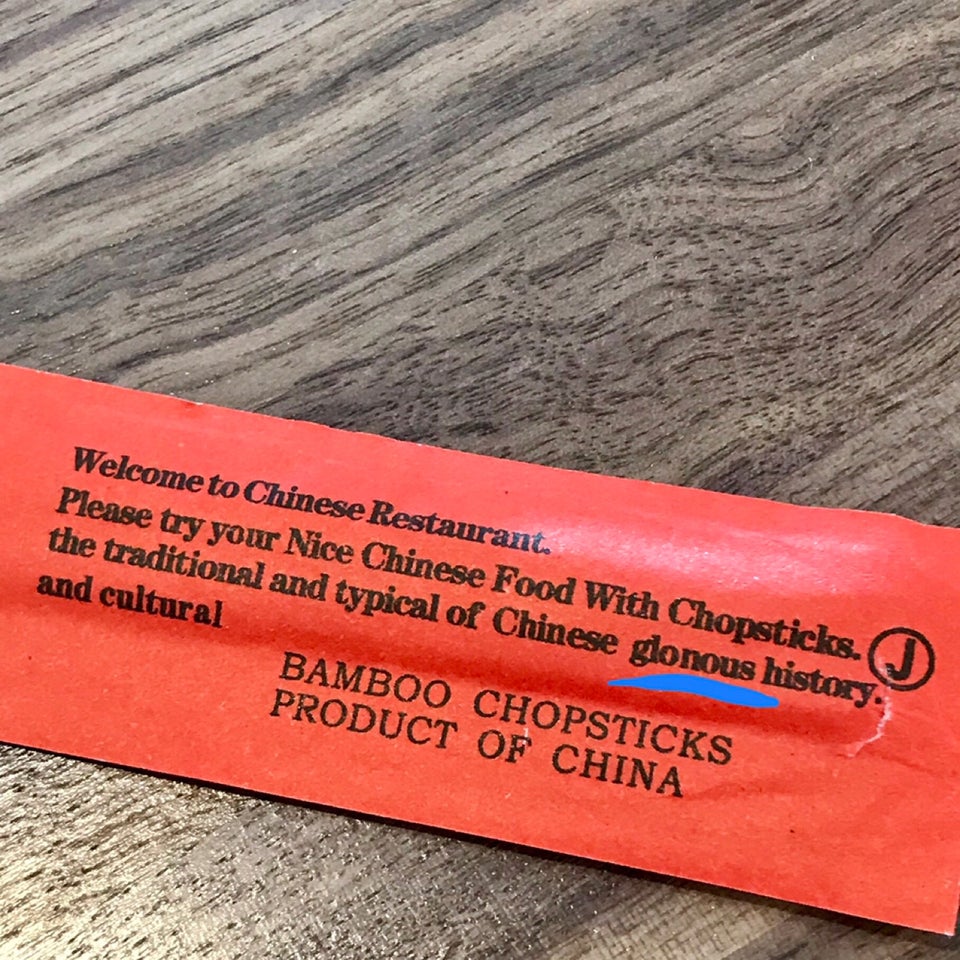 Welcome to Chinese Restaurant.
Please try your Nice Chinese Food With Chopsticks.
the traditional and typical of Chinese glonous history.
and cultural
J
BAMBOO CHOPSTICKS
PRODUCT OF CHINA